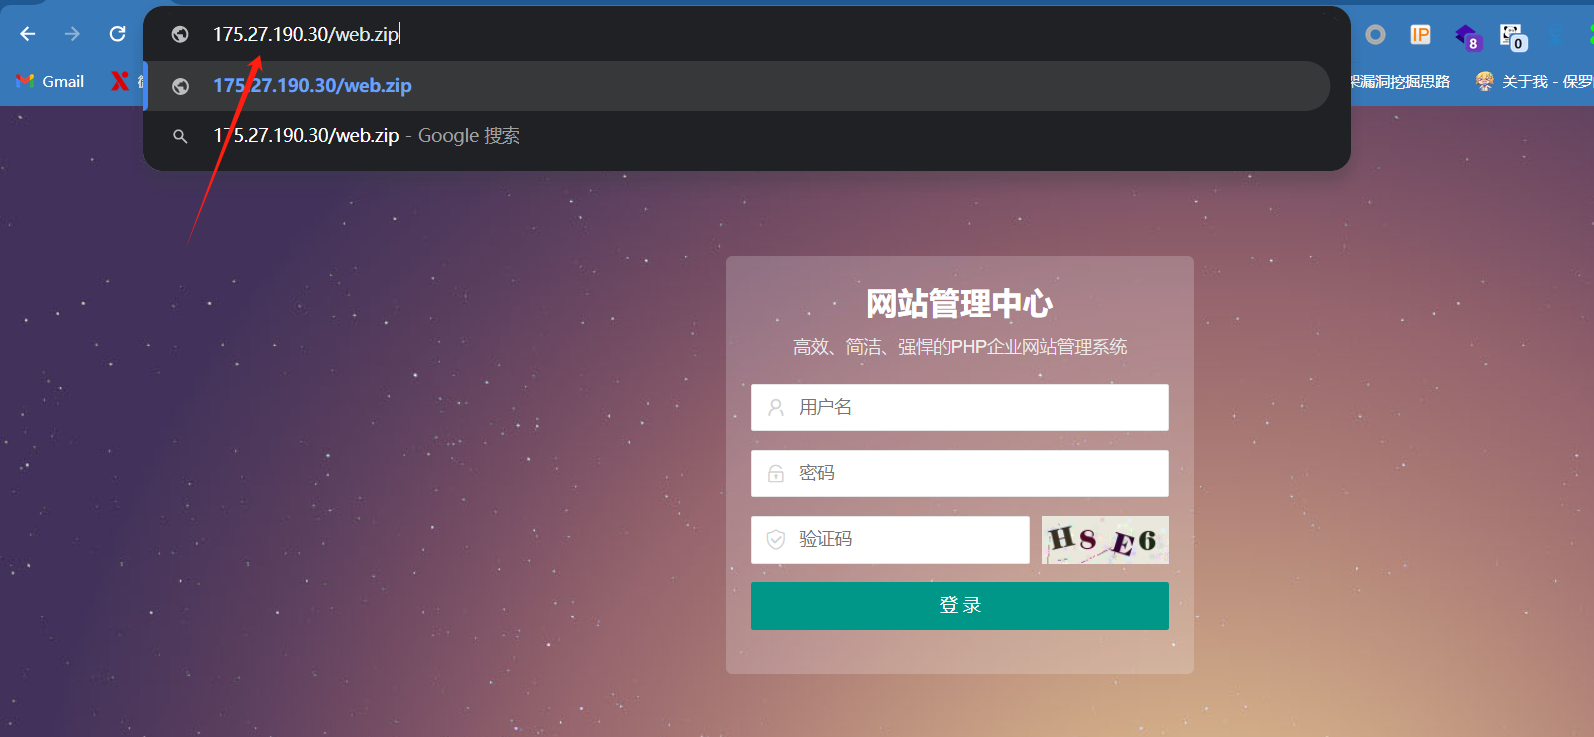 175.27.190.30/web.zip
IP
8
0
Gmail
架漏洞挖掘思路
关于我 - 保罗
175.27.190.30/web.zip
175.27.190.30/web.zip - Google 搜索
网站管理中心
高效、简洁、强悍的PHP企业网站管理系统
用户名
密码
验证码
HSE6
登 录